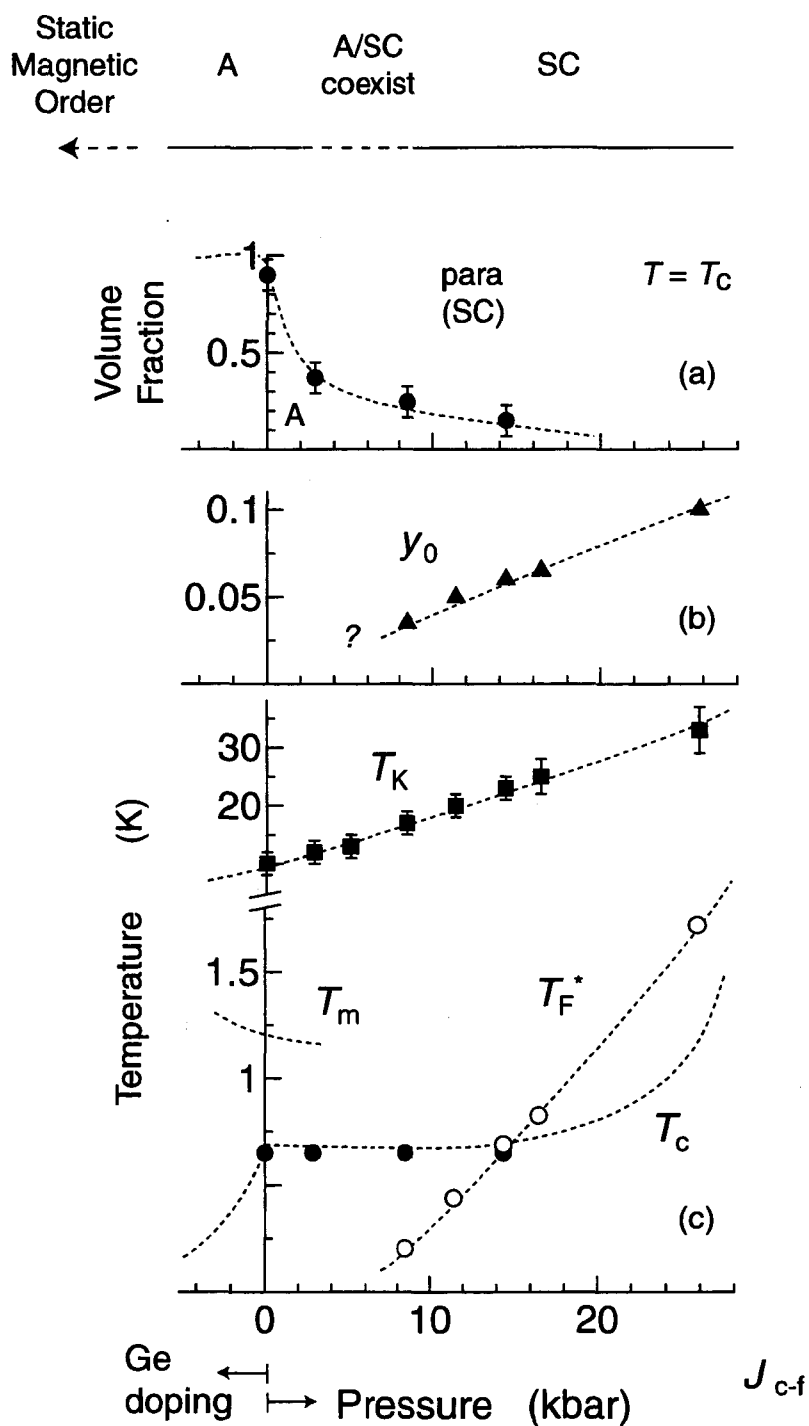 Static
Magnetic
Order
A
A/SC
coexist
SC
1
0.5
Volume
Fraction
A
para
(SC)
T = Tc
(a)
0.1
0.05
y0
?
(b)
30
20
TK
(K)
Temperature
1.5
1
Tm
TF*
Tc
(c)
0
10
20
Ge
doping
Pressure (kbar)
Jc-f